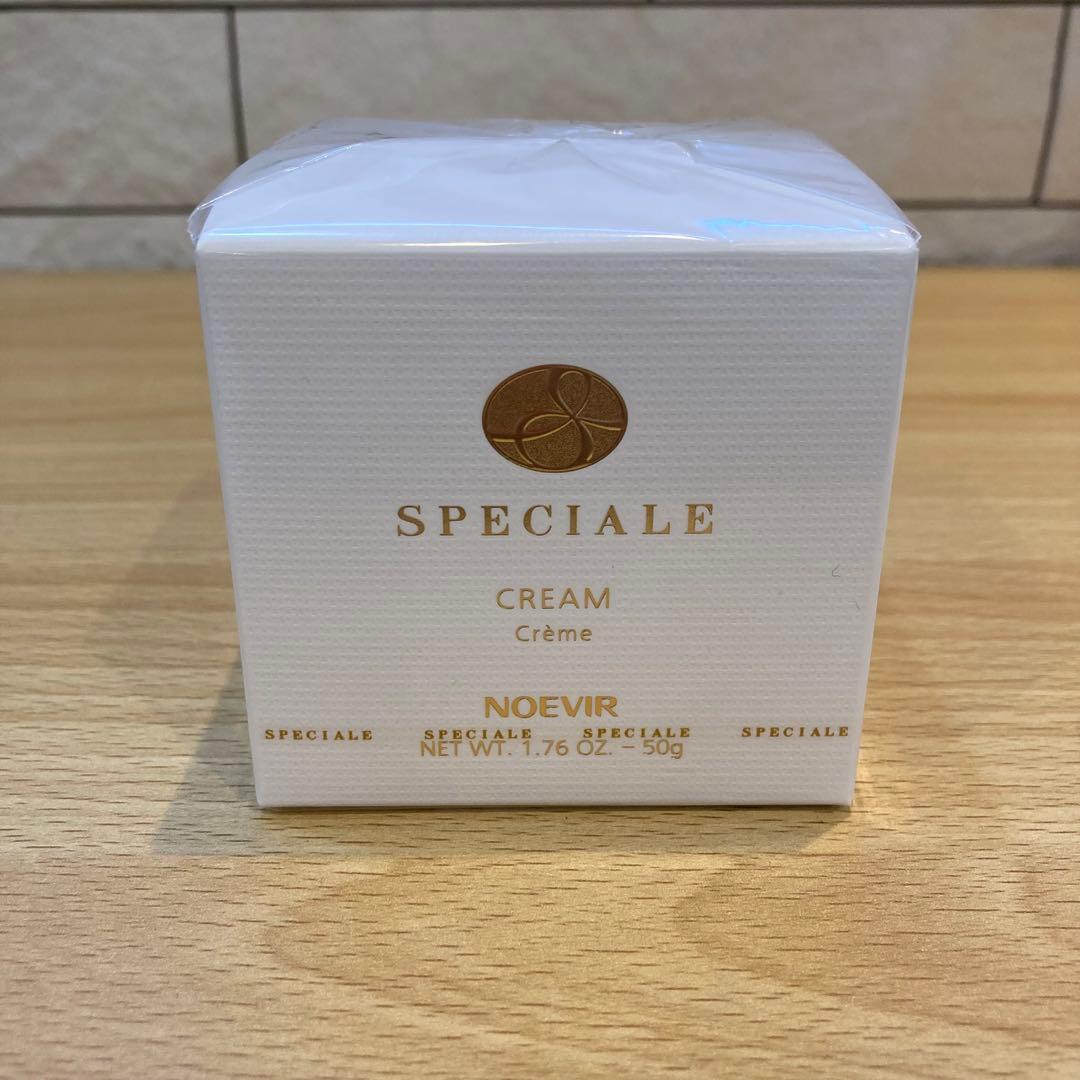 SPECIALE
CREAM
Crème
NOEVIR
SPECIALE SPECIALE SPECIALE SPECIALE
NET WT. 1.76 OZ. – 50g